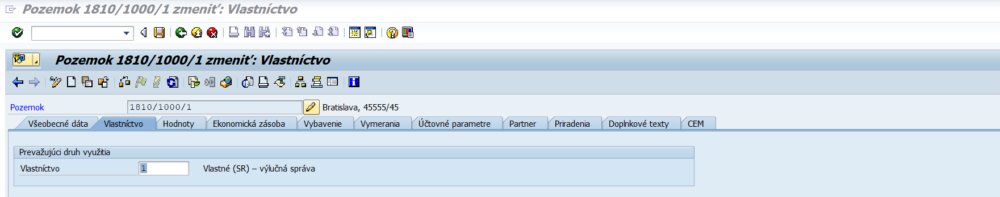 Pozemok 1810/1000/1 zmeniť: Vlastníctvo
Pozemok 1810/1000/1 zmeniť: Vlastníctvo
Pozemok 1810/1000/1 Bratislava, 45555/45
Všeobecné dáta Vlastníctvo Hodnoty Ekonomická zásoba Vybavenie Vymerania Účtovné parametre Partner Priradenia Doplnkové texty CEM
Prevažujúci druh využitia
Vlastníctvo 1 Vlastné (SR) – výlučná správa